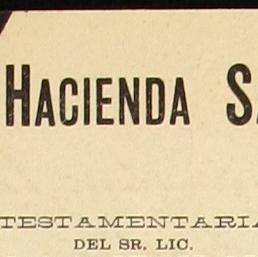 HACIENDA S
TESTAMENTARIA
DEL SR. LIC.